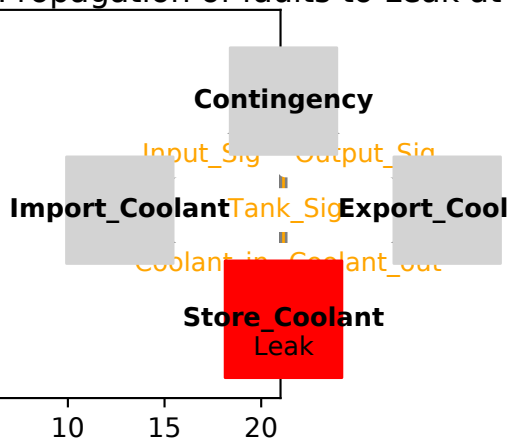 Propagation of faults to Leak at
Contingency
Input_Sig Output_Sig
Import_Coolant Tank_Sig Export_Cool
Coolant_in Coolant_out
Store_Coolant
Leak
10 15 20